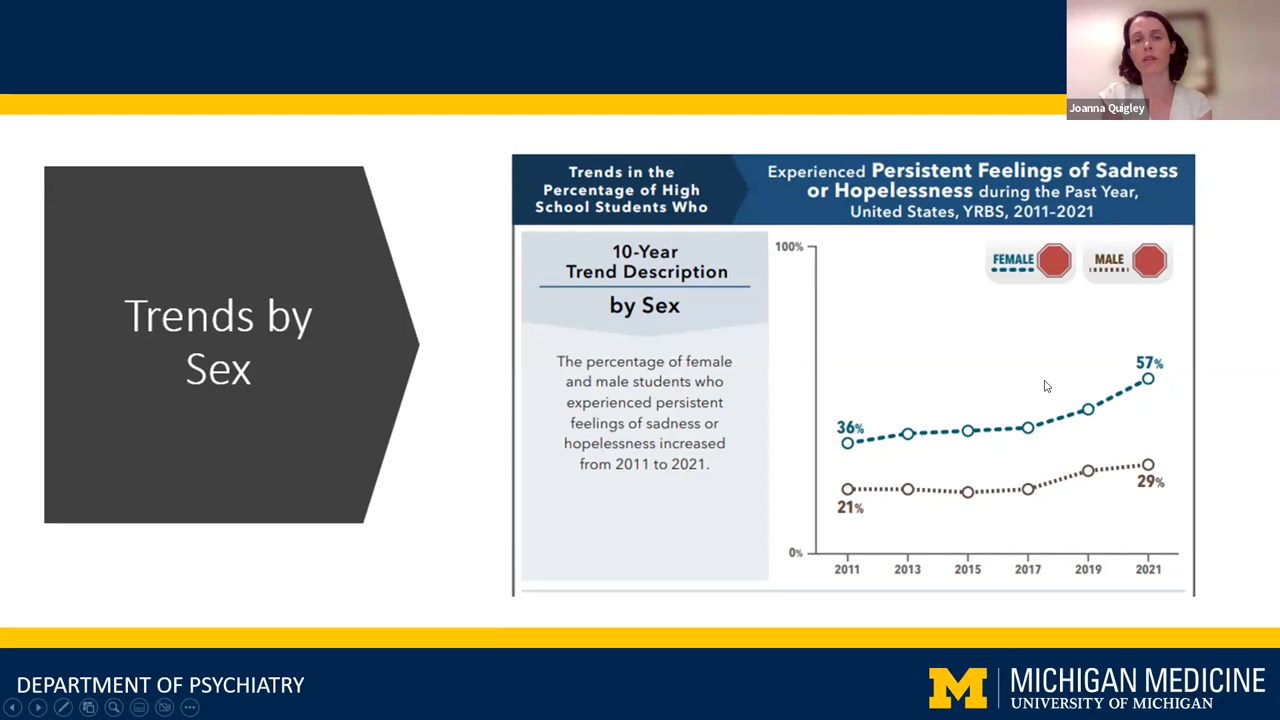 Joanna Quigley
Trends by
Sex
Trends in the
Percentage of High
School Students Who
Experienced Persistent Feelings of Sadness
or Hopelessness during the Past Year,
United States, YRBS, 2011–2021
10-Year
Trend Description
by Sex
The percentage of female
and male students who
experienced persistent
feelings of sadness or
hopelessness increased
from 2011 to 2021.
100%
FEMALE
MALE
57%
36%
29%
21%
0%
2011 2013 2015 2017 2019 2021
DEPARTMENT OF PSYCHIATRY
M
MICHIGAN MEDICINE
UNIVERSITY OF MICHIGAN